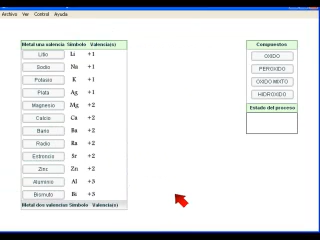 Archivo Ver Control Ayuda
Metal una valencia Símbolo Valencia(s)
Litio Li +1
Sodio Na +1
Potasio K +1
Plata Ag +1
Magnesio Mg +2
Calcio Ca +2
Bario Ba +2
Radio Ra +2
Estroncio Sr +2
Zinc Zn +2
Aluminio Al +3
Bismuto Bi +3
Metal dos valencias Símbolo Valencia(s)
Compuestos
OXIDO
PEROXIDO
OXIDO MIXTO
HIDROXIDO
Estado del proceso